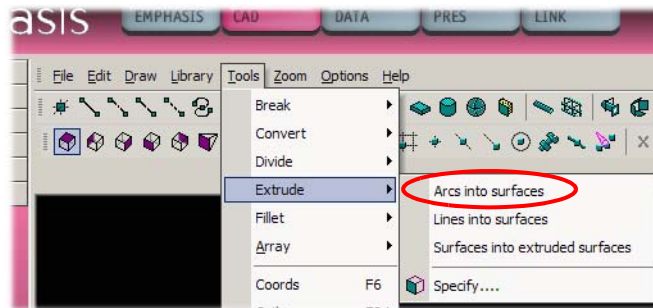 asis EMPHASIS CAD DATA PRES LINK
File Edit Draw Library Tools Zoom Options Help
Break
Convert
Divide
Extrude
Arcs into surfaces
Fillet
Lines into surfaces
Array
Surfaces into extruded surfaces
Coords F6
Specify....